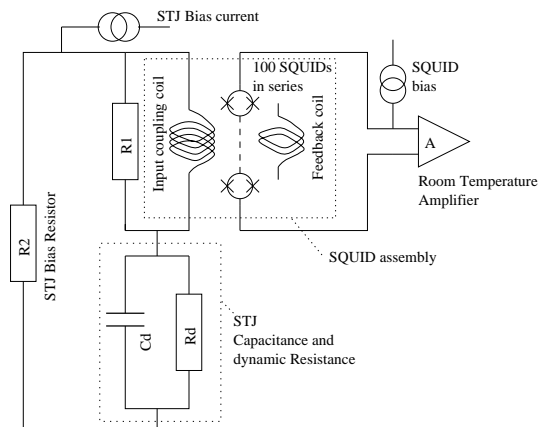 STJ Bias current
100 SQUIDs
in series
SQUID
bias
Input coupling coil
Feedback coil
R1
A
Room Temperature
Amplifier
R2
STJ Bias Resistor
SQUID assembly
Cd
Rd
STJ
Capacitance and
dynamic Resistance